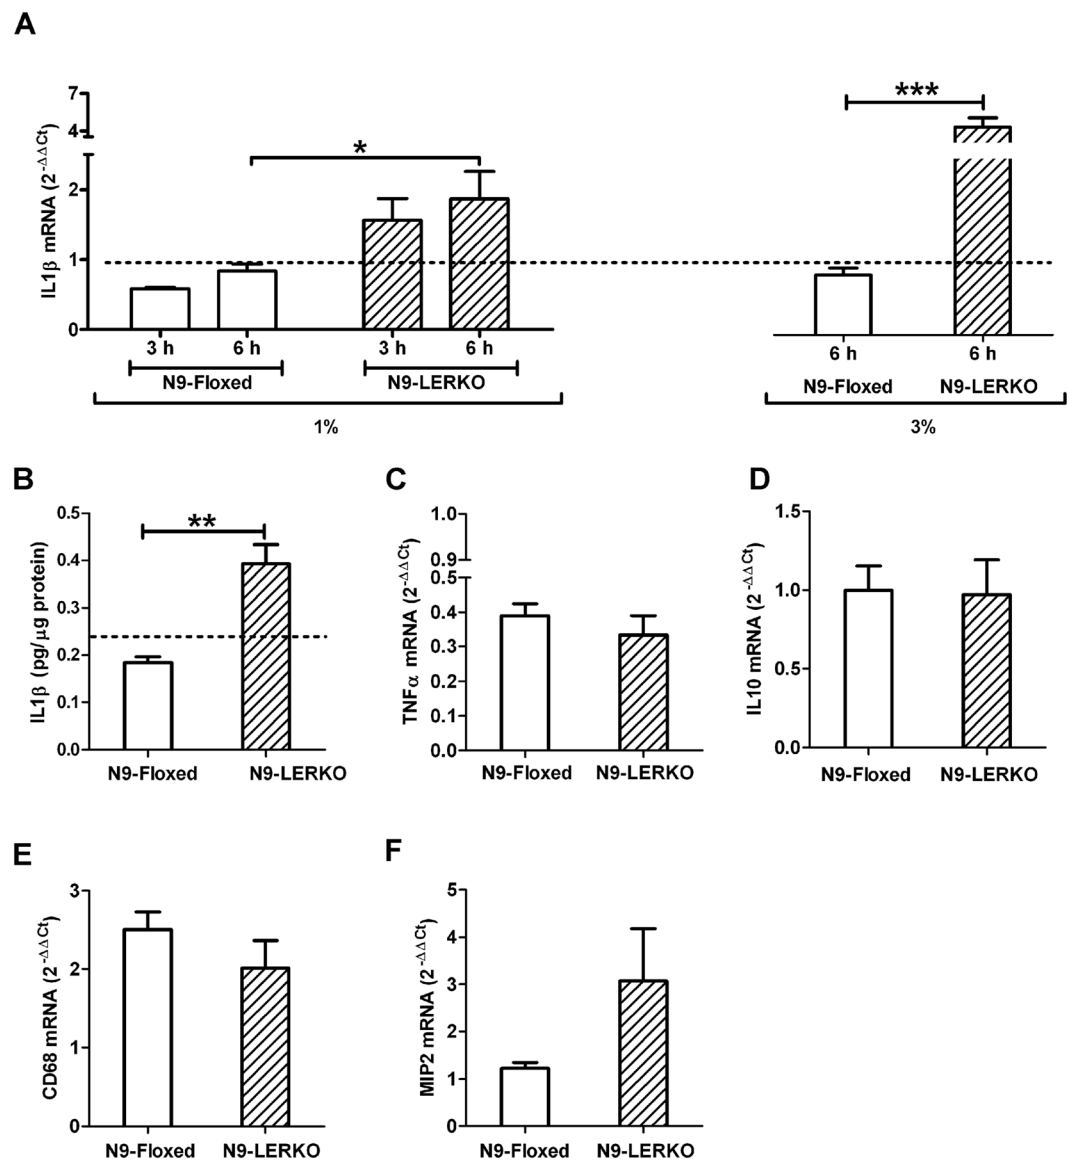 A
IL1β mRNA (2^-ΔΔCt)
7
4
2
1
0
*
***
3 h
6 h
3 h
6 h
6 h
6 h
N9-Floxed
N9-LERKO
N9-Floxed
N9-LERKO
1%
3%
B
IL1β (pg/μg protein)
0.5
0.4
0.3
0.2
0.1
0.0
**
N9-Floxed
N9-LERKO
C
TNFα mRNA (2^-ΔΔCt)
1.0
0.9
0.5
0.4
0.3
0.2
0.1
0.0
N9-Floxed
N9-LERKO
D
IL10 mRNA (2^-ΔΔCt)
1.5
1.0
0.5
0.0
N9-Floxed
N9-LERKO
E
CD68 mRNA (2^-ΔΔCt)
3
2
1
0
N9-Floxed
N9-LERKO
F
MIP2 mRNA (2^-ΔΔCt)
5
4
3
2
1
0
N9-Floxed
N9-LERKO